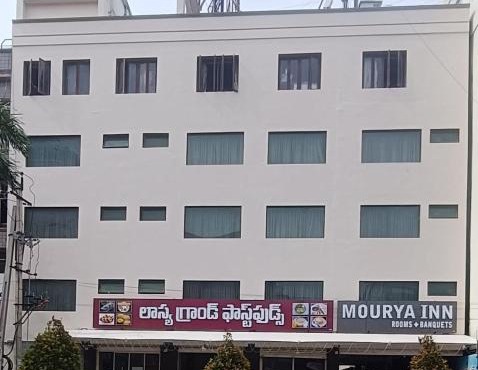 లాస్య గ్రాండ్ ఫాస్ట్‌ఫుడ్స్
MOURYA INN
ROOMS + BANQUETS